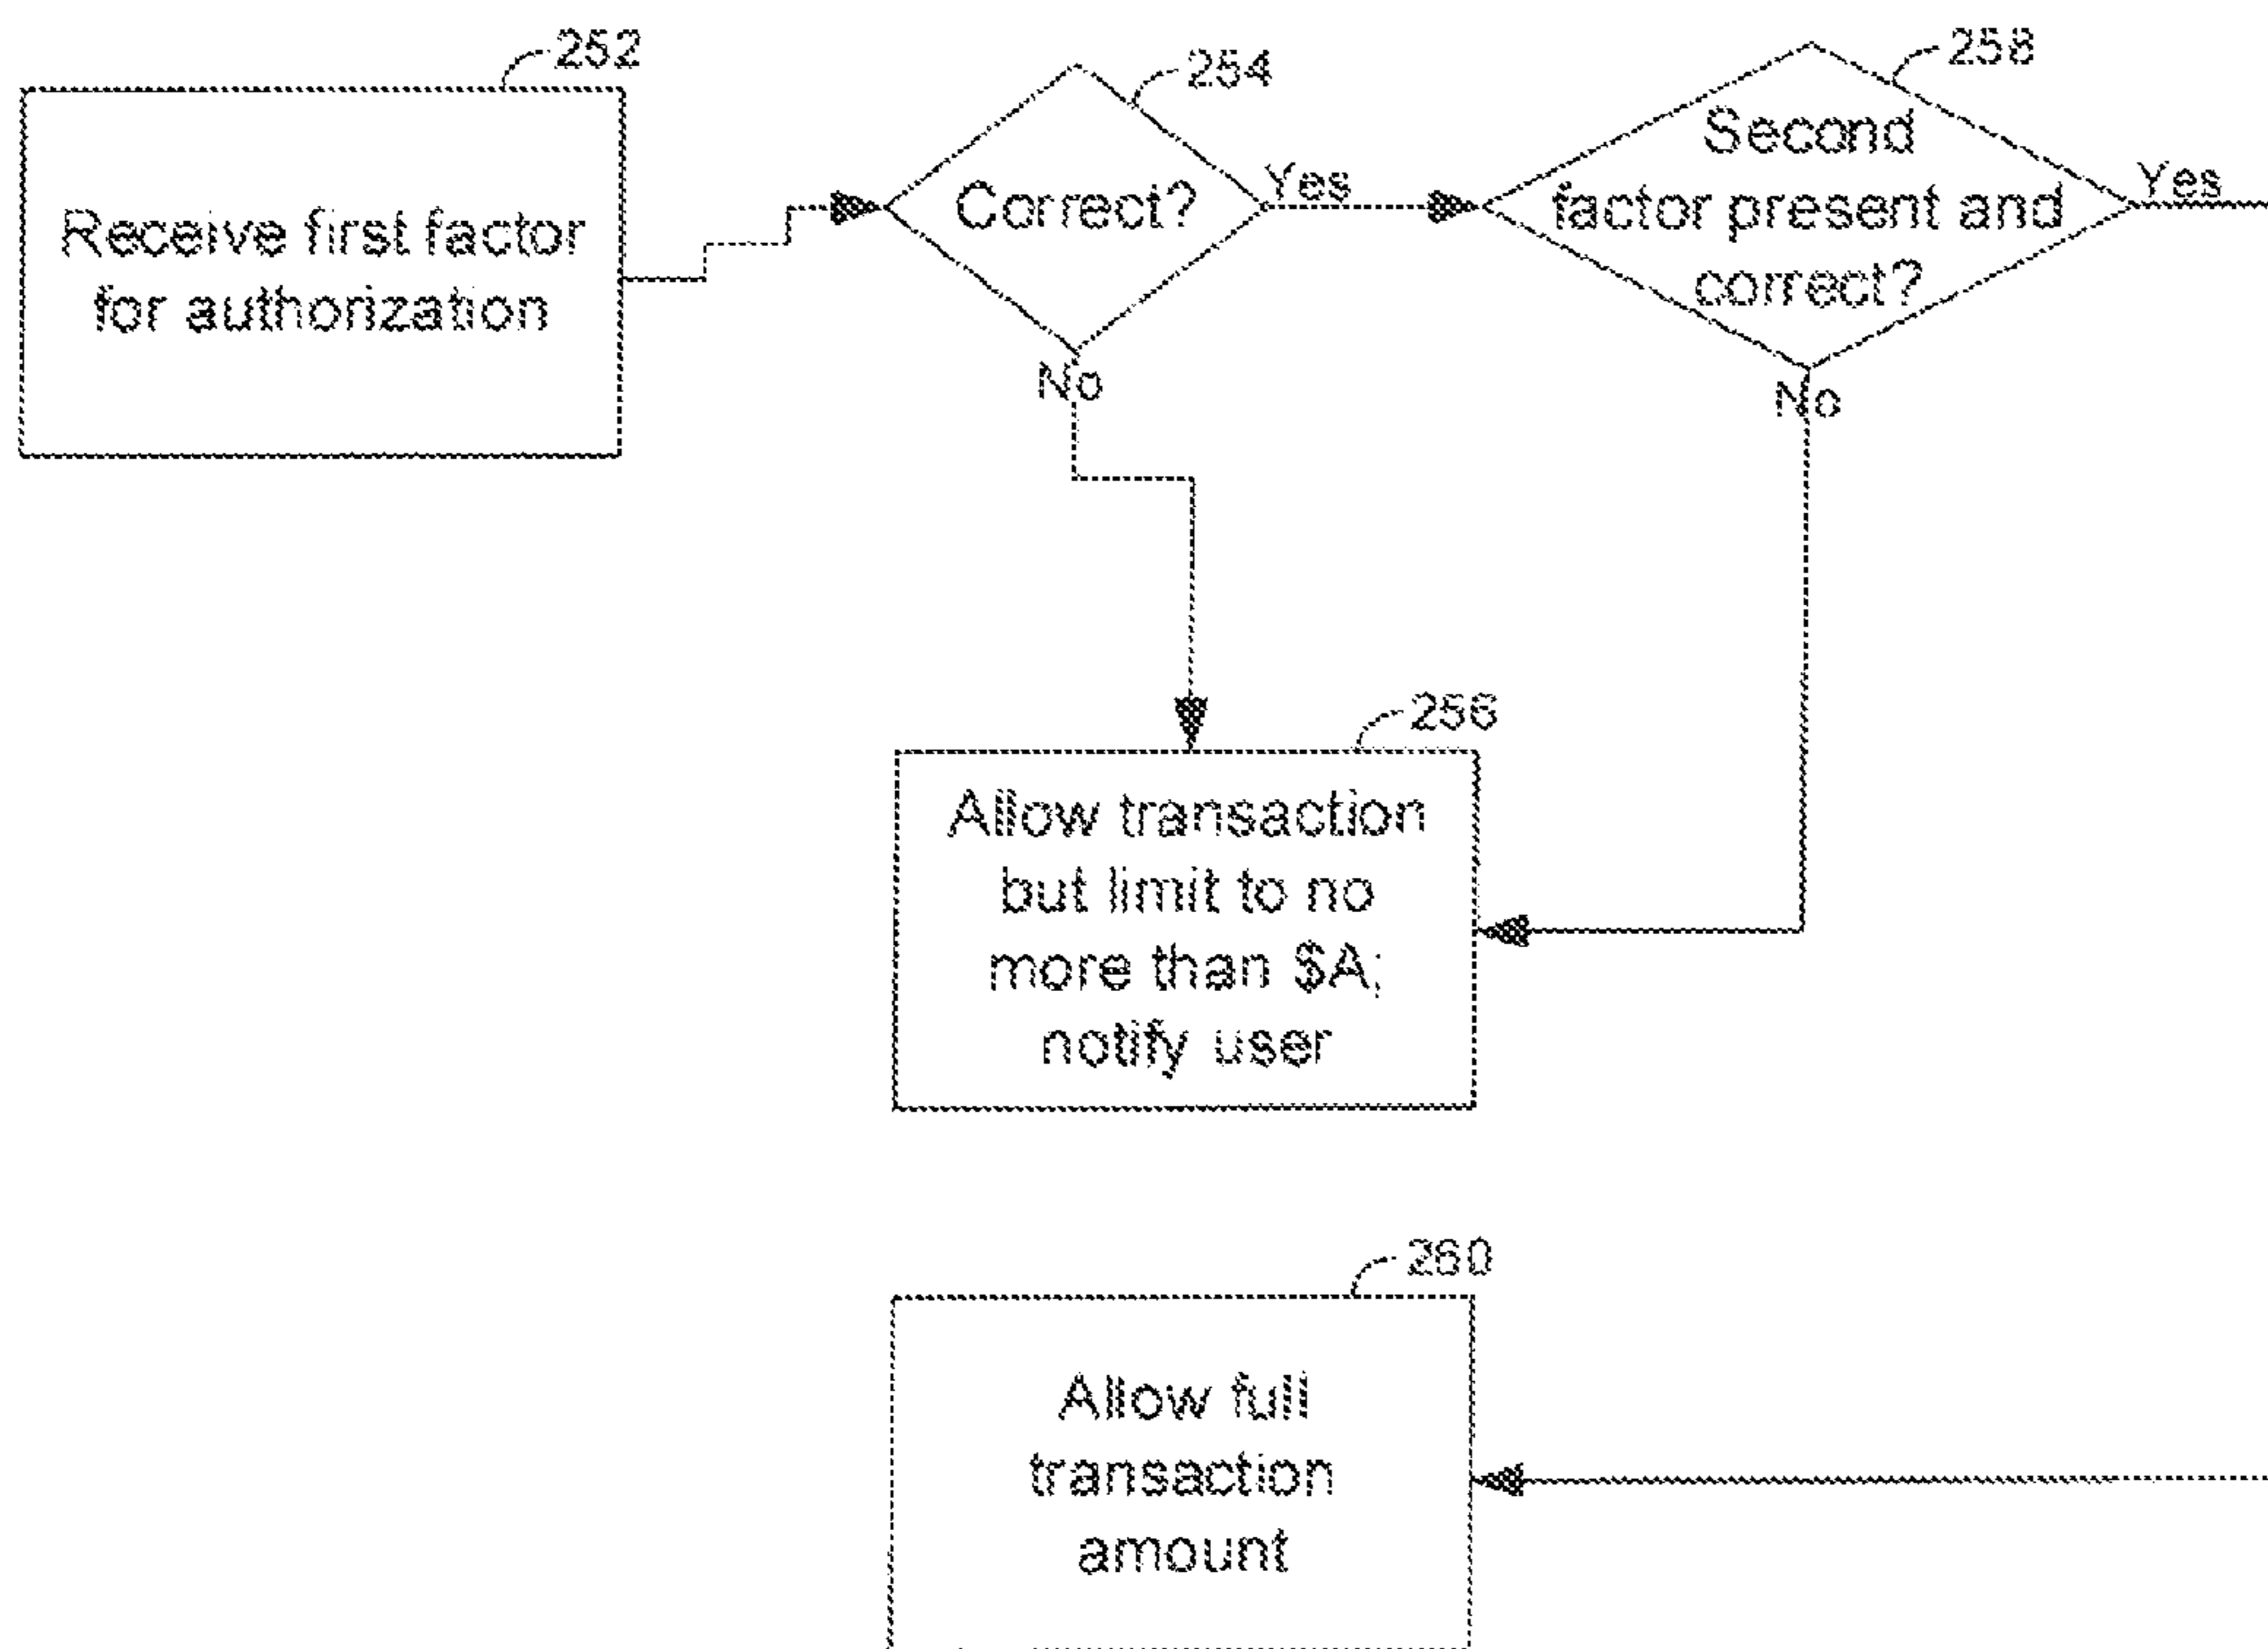 252
Receive first factor
for authorization
254
Correct?
Yes
No
258
Second
factor present and
correct?
Yes
No
256
Allow transaction
but limit to no
more than $A;
notify user
260
Allow full
transaction
amount